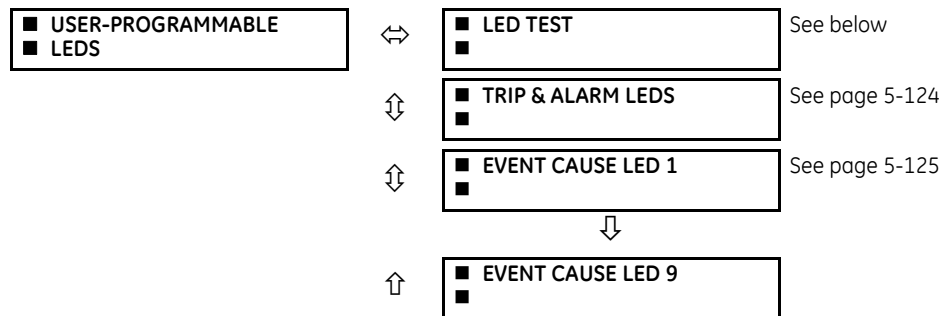 ■ USER-PROGRAMMABLE
■ LEDS
■ LED TEST
■
See below
■ TRIP & ALARM LEDS
■
See page 5-124
■ EVENT CAUSE LED 1
■
See page 5-125
■ EVENT CAUSE LED 9
■